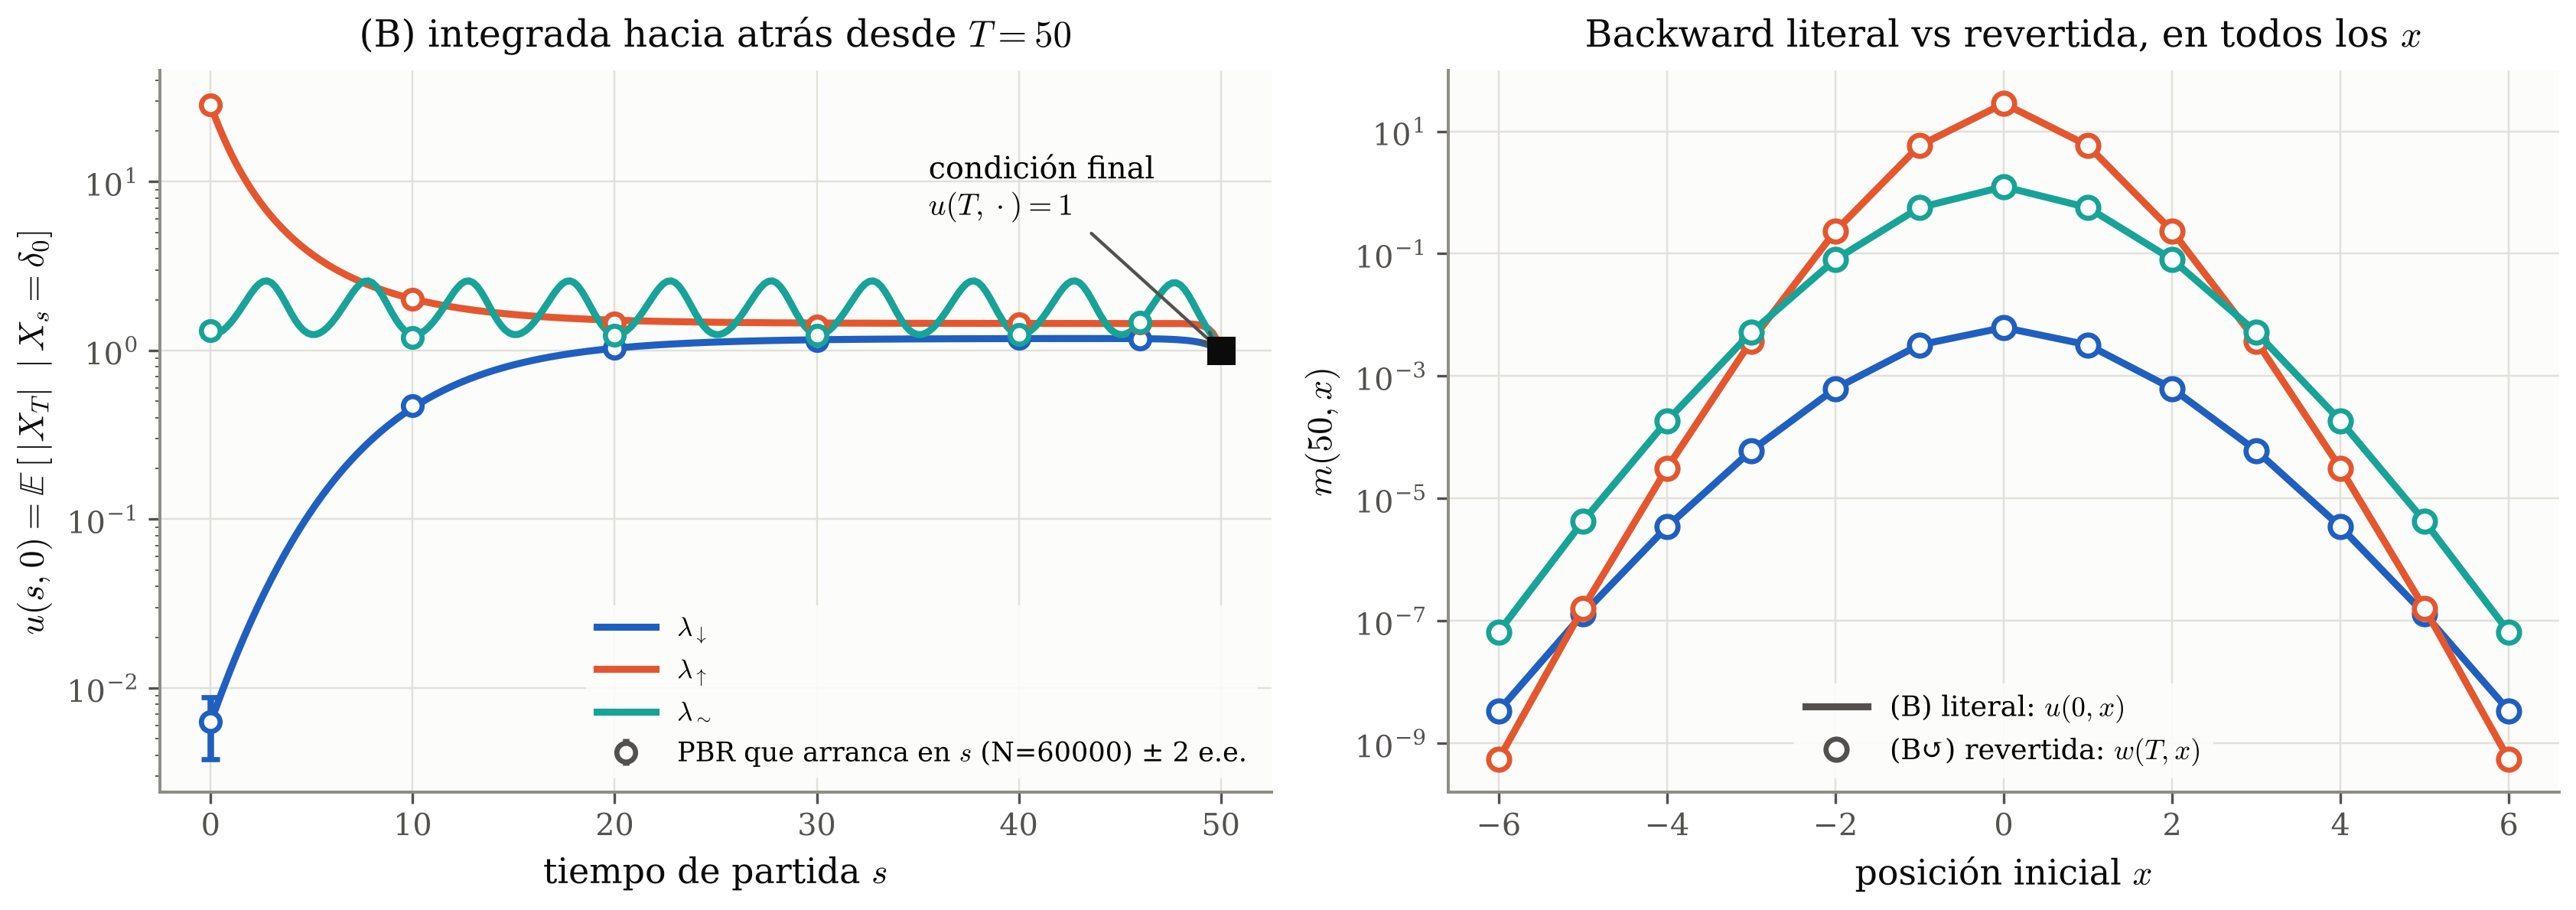 (B) integrada hacia atrás desde T = 50
u(s, 0) = 𝔼[|X_T| | X_s = δ_0]
10^1
10^0
10^−1
10^−2
condición final
u(T, ·) = 1
λ_↓
λ_↑
λ_~
PBR que arranca en s (N=60000) ± 2 e.e.
0 10 20 30 40 50
tiempo de partida s
Backward literal vs revertida, en todos los x
m(50, x)
10^1
10^−1
10^−3
10^−5
10^−7
10^−9
(B) literal: u(0, x)
(B↺) revertida: w(T, x)
−6 −4 −2 0 2 4 6
posición inicial x